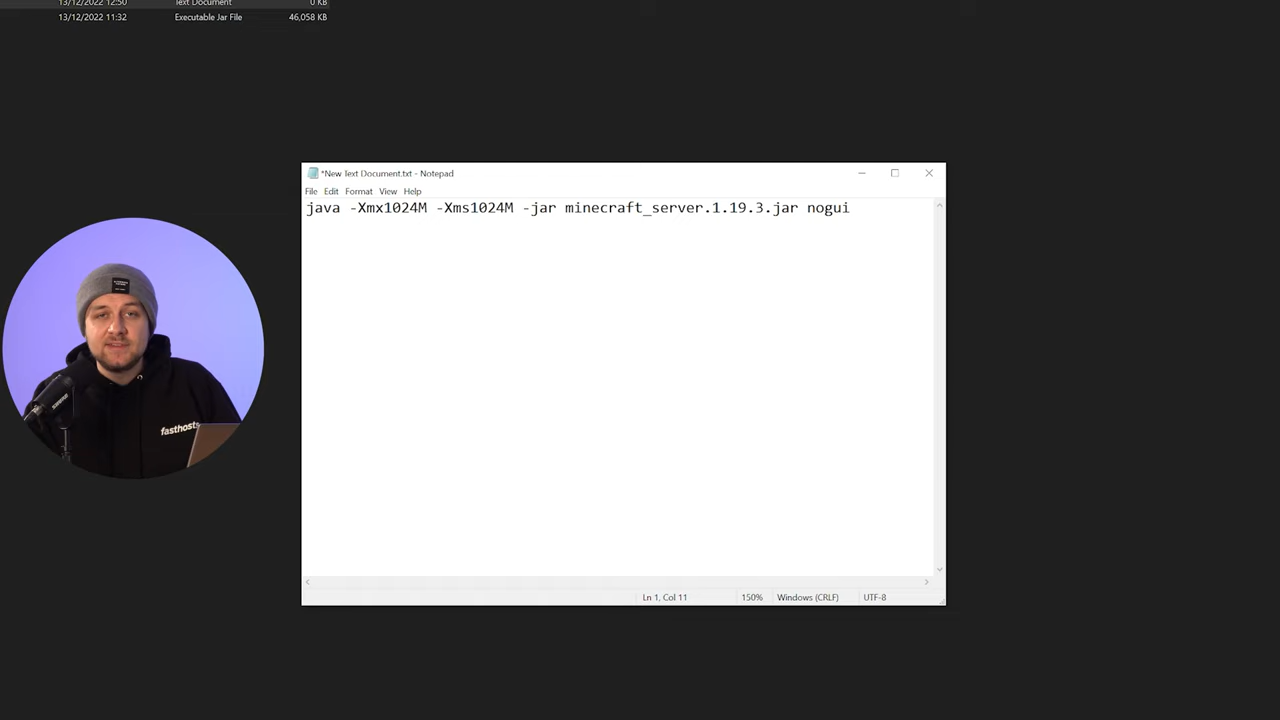 13/12/2022 12:50 Text Document 0 KB
13/12/2022 11:32 Executable Jar File 46,058 KB
*New Text Document.txt - Notepad
File Edit Format View Help
java -Xmx1024M -Xms1024M -jar minecraft_server.1.19.3.jar nogui
fasthosts
Ln 1, Col 11 150% Windows (CRLF) UTF-8